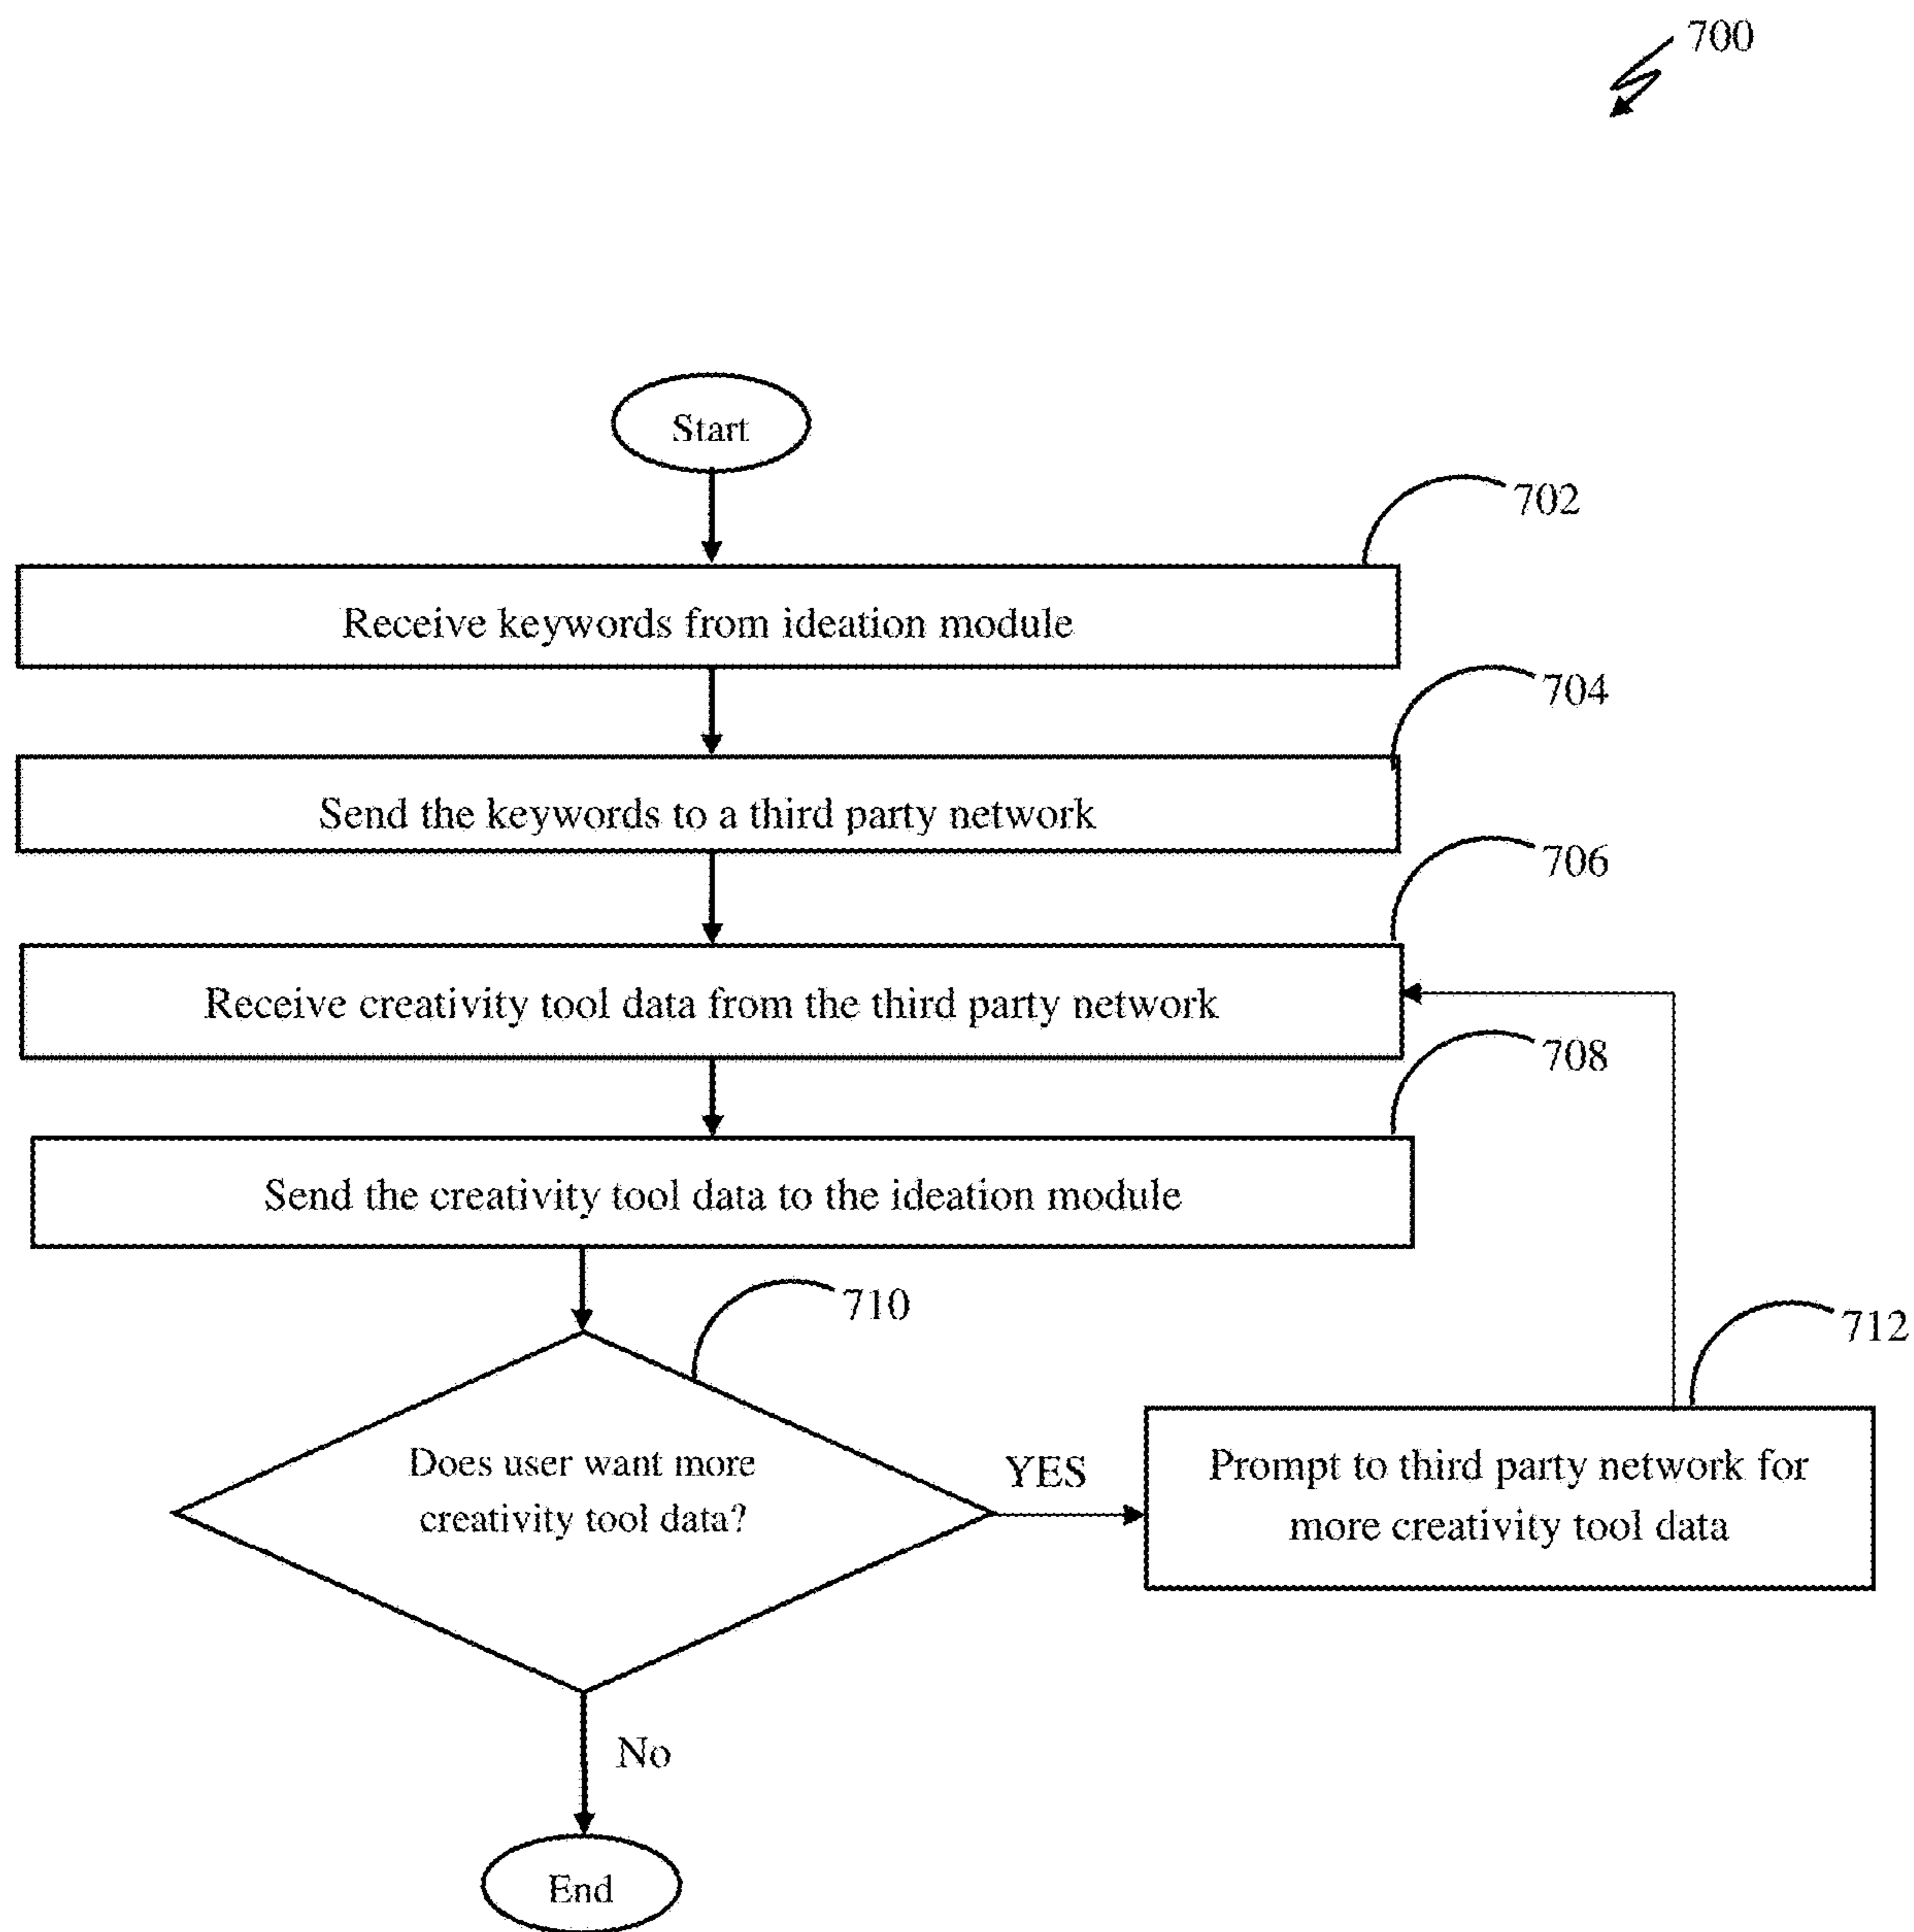 700
Start
702
Receive keywords from ideation module
704
Send the keywords to a third party network
706
Receive creativity tool data from the third party network
708
Send the creativity tool data to the ideation module
710
Does user want more
creativity tool data?
YES
712
Prompt to third party network for
more creativity tool data
No
End